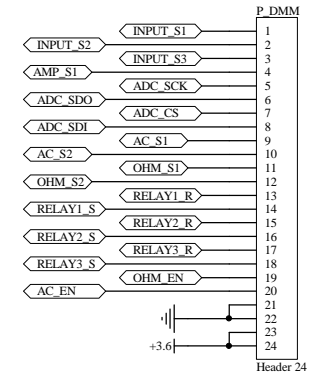 P_DMM
INPUT_S1 1
INPUT_S2 2
INPUT_S3 3
AMP_S1 4
ADC_SCK 5
ADC_SDO 6
ADC_CS 7
ADC_SDI 8
AC_S1 9
AC_S2 10
OHM_S1 11
OHM_S2 12
RELAY1_R 13
RELAY1_S 14
RELAY2_R 15
RELAY2_S 16
RELAY3_R 17
RELAY3_S 18
OHM_EN 19
AC_EN 20
21
22
23
+3.6 24
Header 24